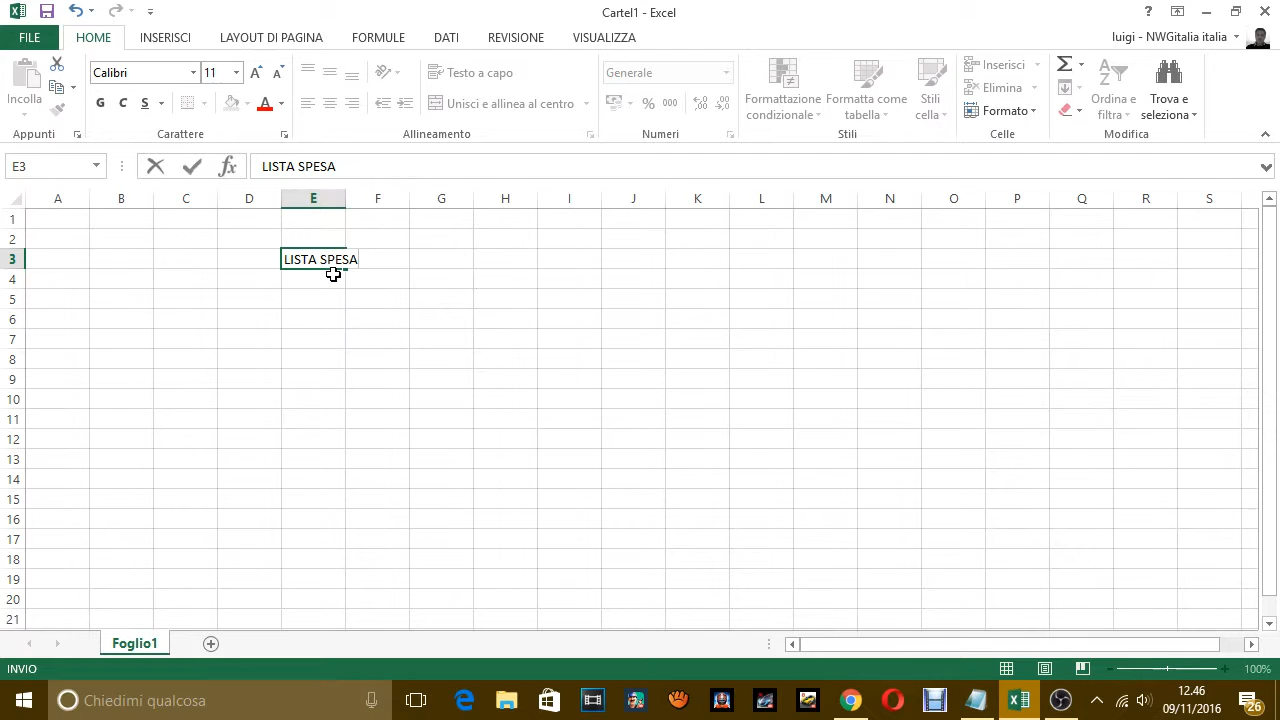 Cartel1 - Excel
FILE HOME INSERISCI LAYOUT DI PAGINA FORMULE DATI REVISIONE VISUALIZZA luigi - NWGitalia italia
Incolla
Calibri 11
G C S A
Testo a capo
Unisci e allinea al centro
Generale
% 000
Formattazione condizionale
Formatta come tabella
Stili cella
Inserisci
Elimina
Formato
Ordina e filtra
Trova e seleziona
Appunti Carattere Allineamento Numeri Stili Celle Modifica
E3 fx LISTA SPESA
A B C D E F G H I J K L M N O P Q R S
1
2
3 LISTA SPESA
4
5
6
7
8
9
10
11
12
13
14
15
16
17
18
19
20
21
Foglio1
INVIO 100%
Chiedimi qualcosa
12.46
09/11/2016
26